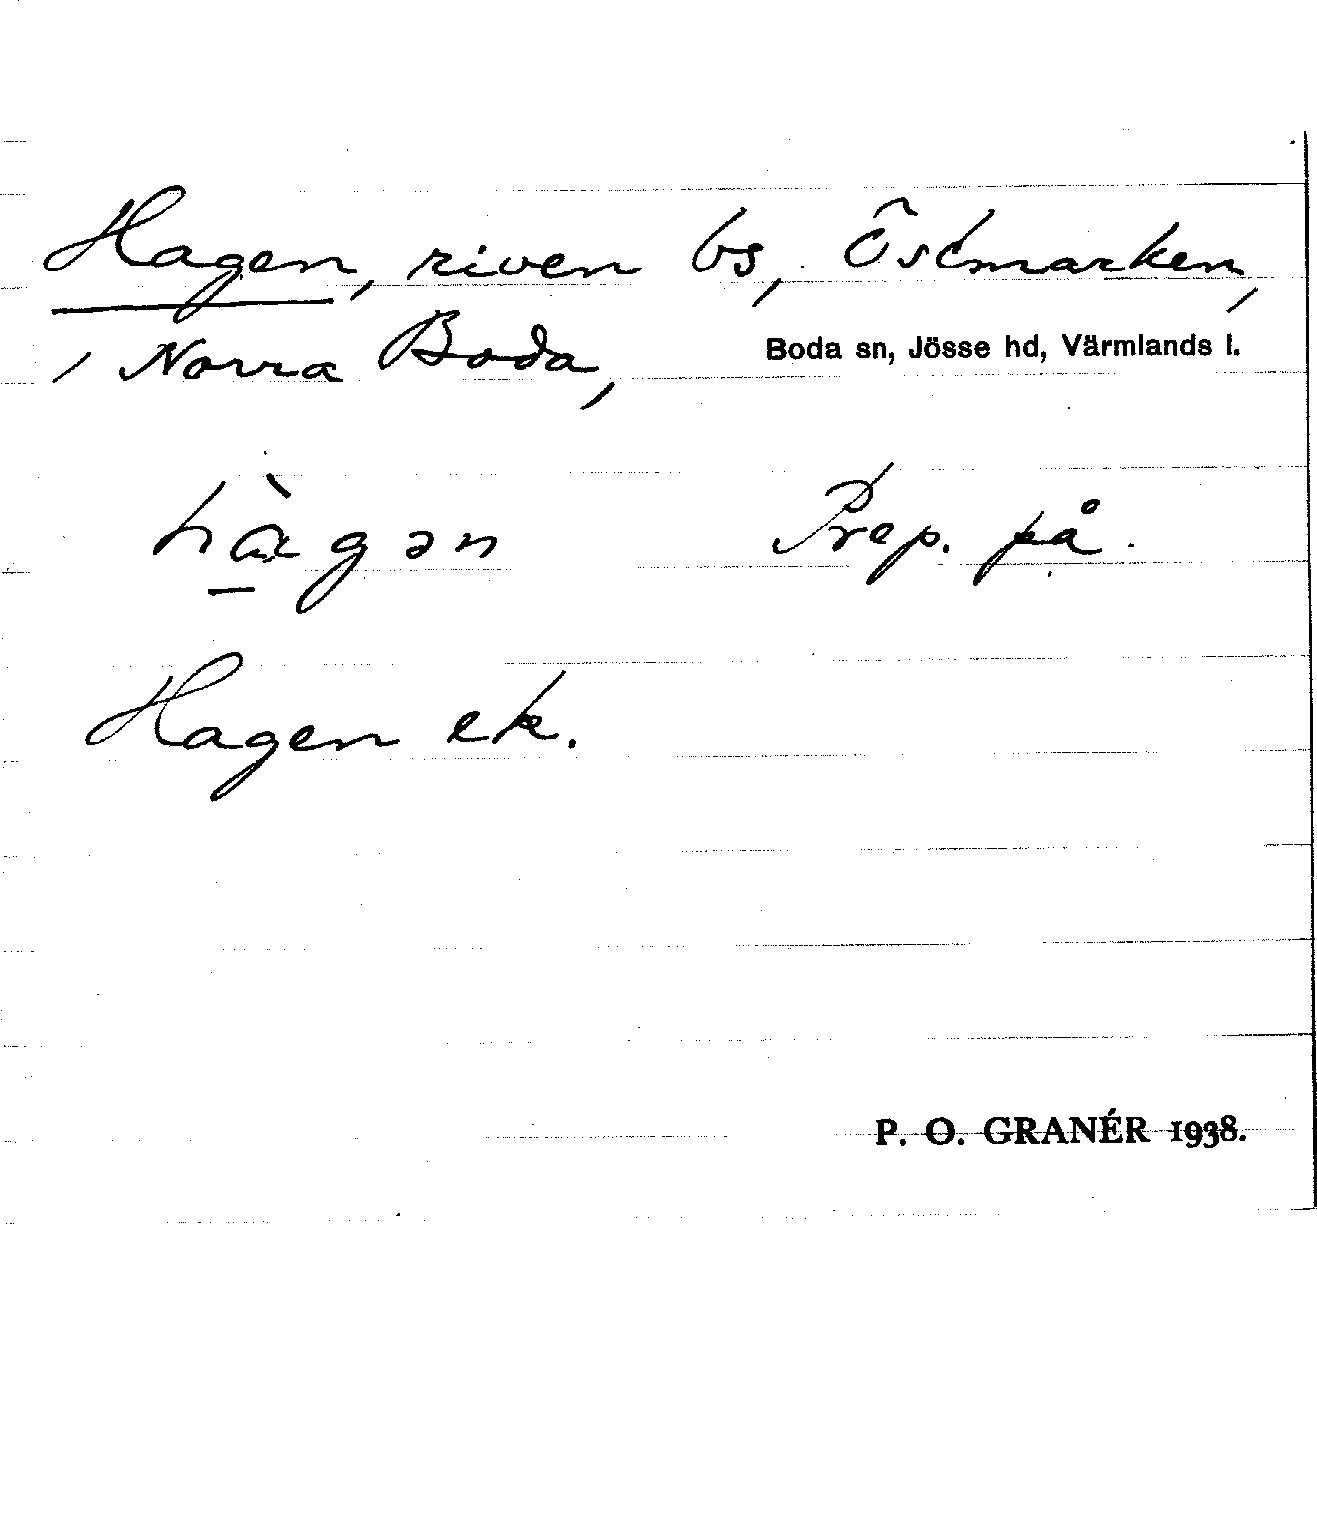 Hagen, riven bs, Östmarken,
, Norra Boda, Boda sn, Jösse hd, Värmlands l.
hàgən Prep. på.
Hagen ek.
P. O. GRANÉR 1938.